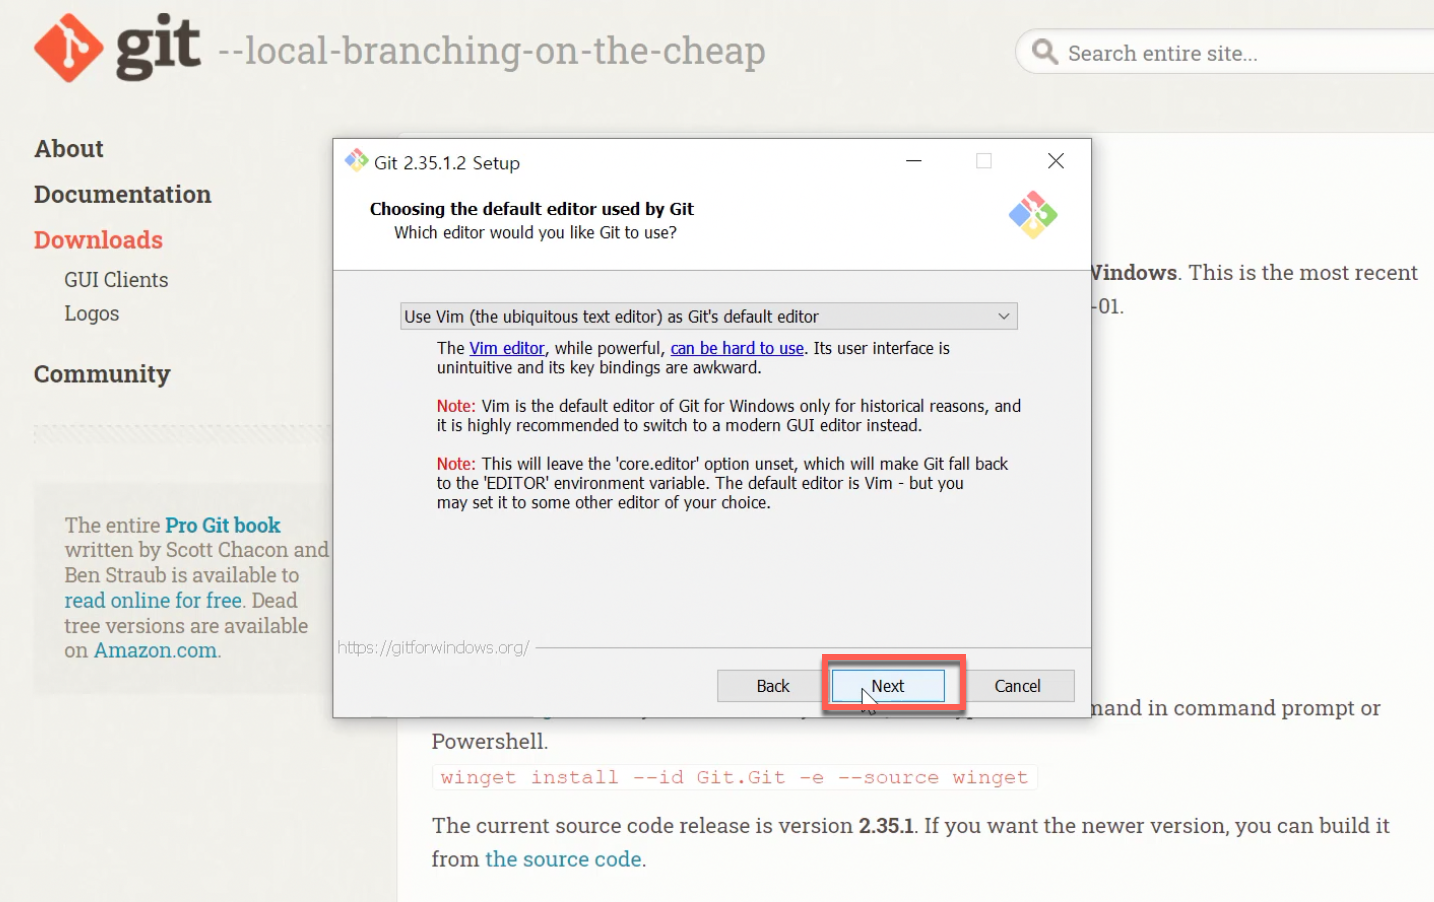 git --local-branching-on-the-cheap
Search entire site...
About
Documentation
Downloads
GUI Clients
Logos
Community
The entire Pro Git book
written by Scott Chacon and
Ben Straub is available to
read online for free. Dead
tree versions are available
on Amazon.com.
Git 2.35.1.2 Setup
Choosing the default editor used by Git
Which editor would you like Git to use?
Use Vim (the ubiquitous text editor) as Git's default editor
The Vim editor, while powerful, can be hard to use. Its user interface is
unintuitive and its key bindings are awkward.
Note: Vim is the default editor of Git for Windows only for historical reasons, and
it is highly recommended to switch to a modern GUI editor instead.
Note: This will leave the 'core.editor' option unset, which will make Git fall back
to the 'EDITOR' environment variable. The default editor is Vim - but you
may set it to some other editor of your choice.
https://gitforwindows.org/
Back
Next
Cancel
Windows. This is the most recent
-01.
mand in command prompt or
Powershell.
winget install --id Git.Git -e --source winget
The current source code release is version 2.35.1. If you want the newer version, you can build it
from the source code.